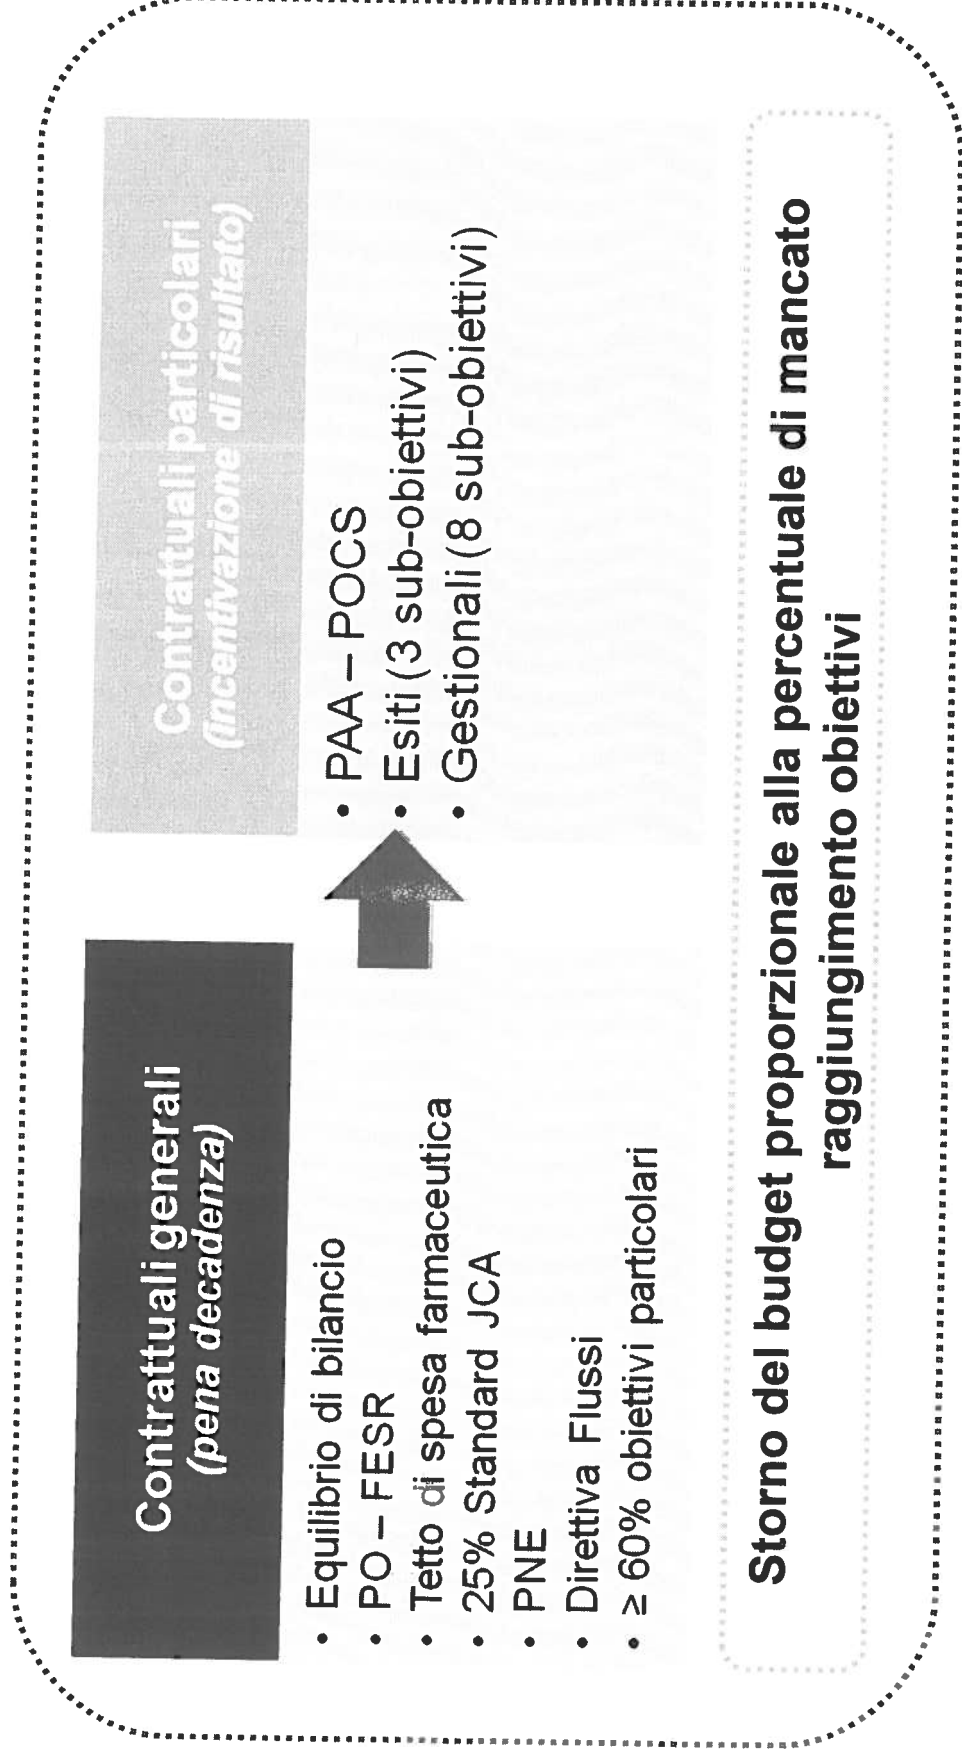 Contrattuali generali
(pena decadenza)
• Equilibrio di bilancio
• PO – FESR
• Tetto di spesa farmaceutica
• 25% Standard JCA
• PNE
• Direttiva Flussi
• ≥ 60% obiettivi particolari
Contrattuali particolari
(incentivazione di risultato)
• PAA – POCS
• Esiti (3 sub-obiettivi)
• Gestionali (8 sub-obiettivi)
Storno del budget proporzionale alla percentuale di mancato
raggiungimento obiettivi